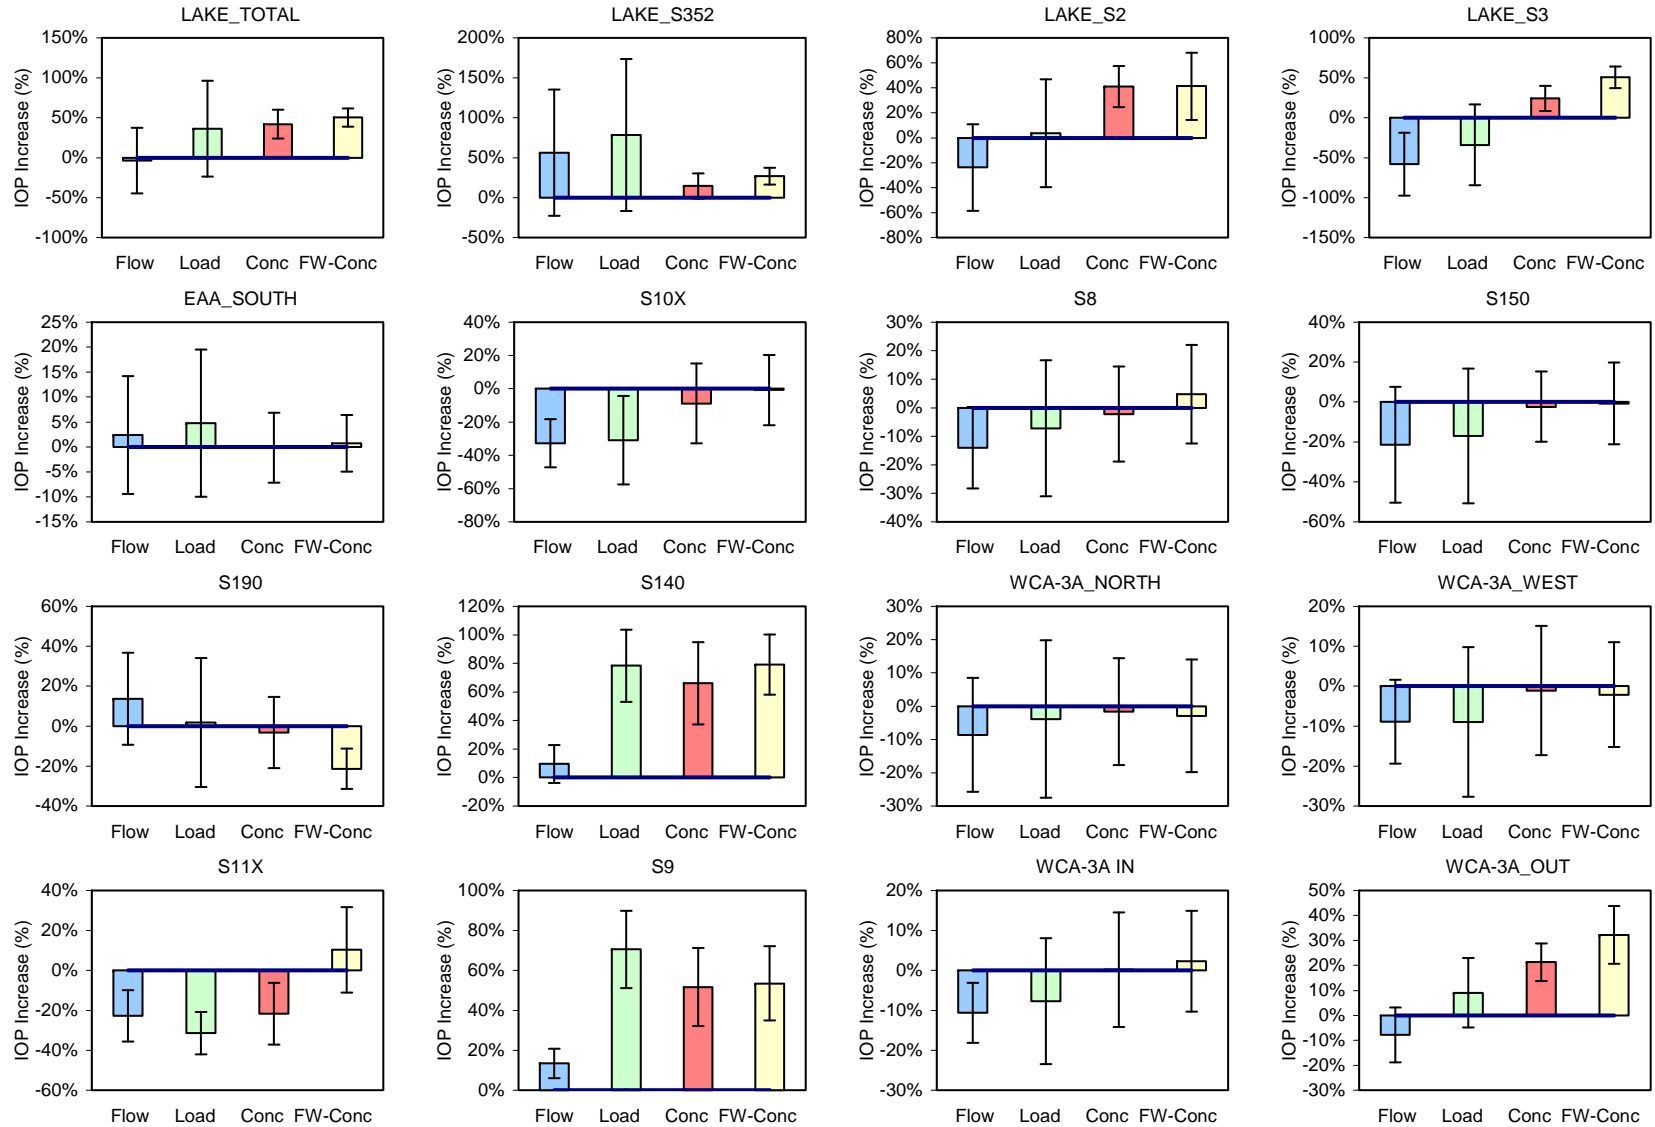 LAKE_TOTAL
IOP Increase (%)
150%
100%
50%
0%
-50%
-100%
Flow Load Conc FW-Conc
LAKE_S352
IOP Increase (%)
200%
150%
100%
50%
0%
-50%
Flow Load Conc FW-Conc
LAKE_S2
IOP Increase (%)
80%
60%
40%
20%
0%
-20%
-40%
-60%
-80%
Flow Load Conc FW-Conc
LAKE_S3
IOP Increase (%)
100%
50%
0%
-50%
-100%
-150%
Flow Load Conc FW-Conc
EAA_SOUTH
IOP Increase (%)
25%
20%
15%
10%
5%
0%
-5%
-10%
-15%
Flow Load Conc FW-Conc
S10X
IOP Increase (%)
40%
20%
0%
-20%
-40%
-60%
-80%
Flow Load Conc FW-Conc
S8
IOP Increase (%)
30%
20%
10%
0%
-10%
-20%
-30%
-40%
Flow Load Conc FW-Conc
S150
IOP Increase (%)
40%
20%
0%
-20%
-40%
-60%
Flow Load Conc FW-Conc
S190
IOP Increase (%)
60%
40%
20%
0%
-20%
-40%
Flow Load Conc FW-Conc
S140
IOP Increase (%)
120%
100%
80%
60%
40%
20%
0%
-20%
Flow Load Conc FW-Conc
WCA-3A_NORTH
IOP Increase (%)
30%
20%
10%
0%
-10%
-20%
-30%
Flow Load Conc FW-Conc
WCA-3A_WEST
IOP Increase (%)
20%
10%
0%
-10%
-20%
-30%
Flow Load Conc FW-Conc
S11X
IOP Increase (%)
40%
20%
0%
-20%
-40%
-60%
Flow Load Conc FW-Conc
S9
IOP Increase (%)
100%
80%
60%
40%
20%
0%
Flow Load Conc FW-Conc
WCA-3A IN
IOP Increase (%)
20%
10%
0%
-10%
-20%
-30%
Flow Load Conc FW-Conc
WCA-3A_OUT
IOP Increase (%)
50%
40%
30%
20%
10%
0%
-10%
-20%
-30%
Flow Load Conc FW-Conc